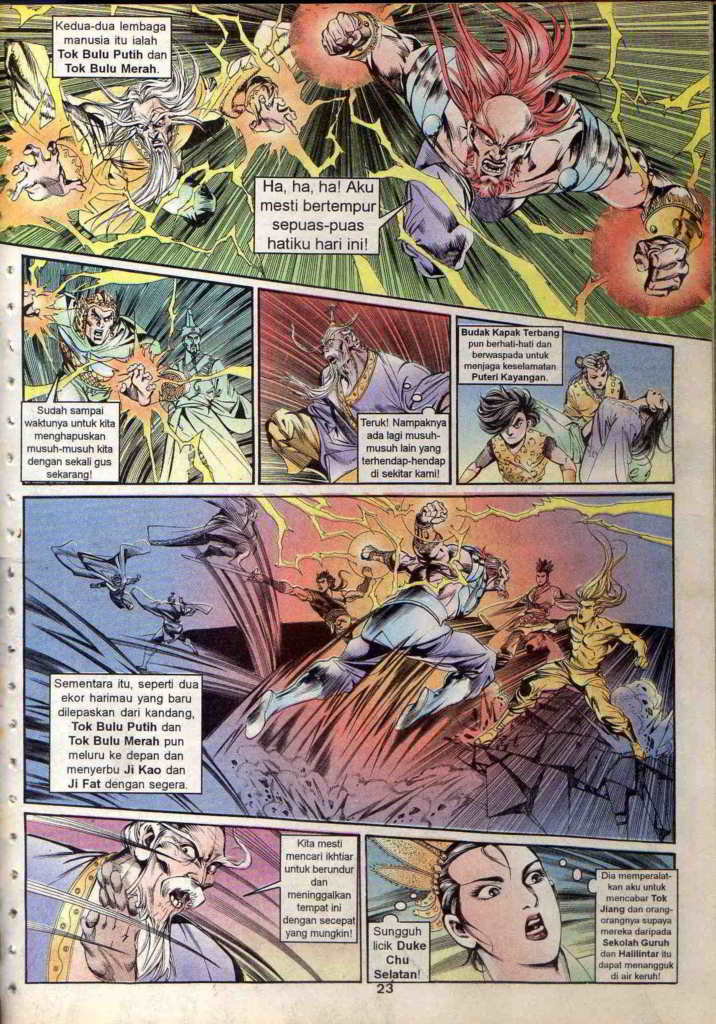 Kedua-dua lembaga
manusia itu ialah
Tok Bulu Putih dan
Tok Bulu Merah.
Ha, ha, ha! Aku
mesti bertempur
sepuas-puas
hatiku hari ini!
Sudah sampai
waktunya untuk kita
menghapuskan
musuh-musuh kita
dengan sekali gus
sekarang!
Teruk! Nampaknya
ada lagi musuh-
musuh lain yang
terhendap-hendap
di sekitar kami!
Budak Kapak Terbang
pun berhati-hati dan
berwaspada untuk
menjaga keselamatan
Puteri Kayangan.
Sementara itu, seperti dua
ekor harimau yang baru
dilepaskan dari kandang,
Tok Bulu Putih dan
Tok Bulu Merah pun
meluru ke depan dan
menyerbu Ji Kao dan
Ji Fat dengan segera.
Kita mesti
mencari ikhtiar
untuk berundur
dan
meninggalkan
tempat ini
dengan secepat
yang mungkin!
Sungguh
licik Duke
Chu
Selatan!
Dia memperalat-
kan aku untuk
mencabar Tok
Jiang dan orang-
orangnya supaya
mereka daripada
Sekolah Guruh
dan Halilintar itu
dapat menangguk
di air keruh!
23